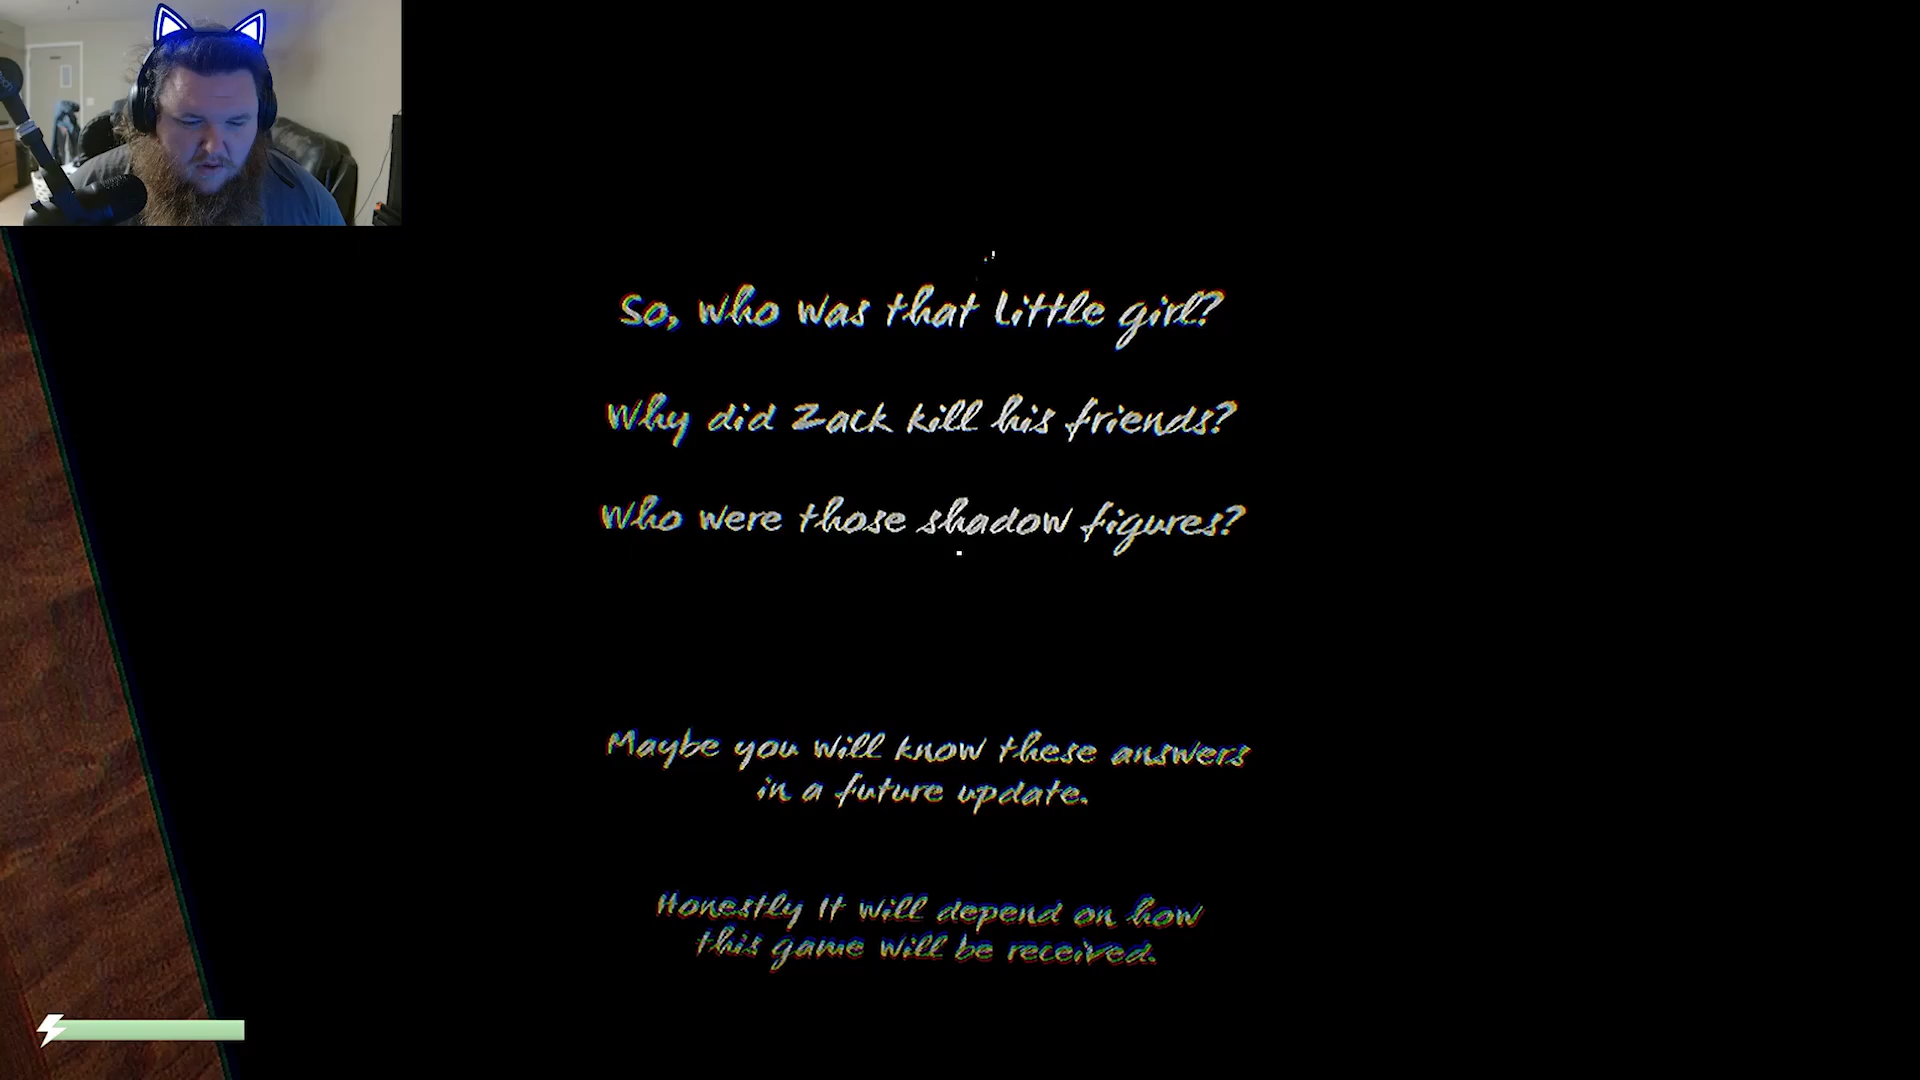 So, who was that little girl?
Why did Zack kill his friends?
Who were those shadow figures?
Maybe you will know these answers
in a future update.
Honestly It will depend on how
this game will be received.